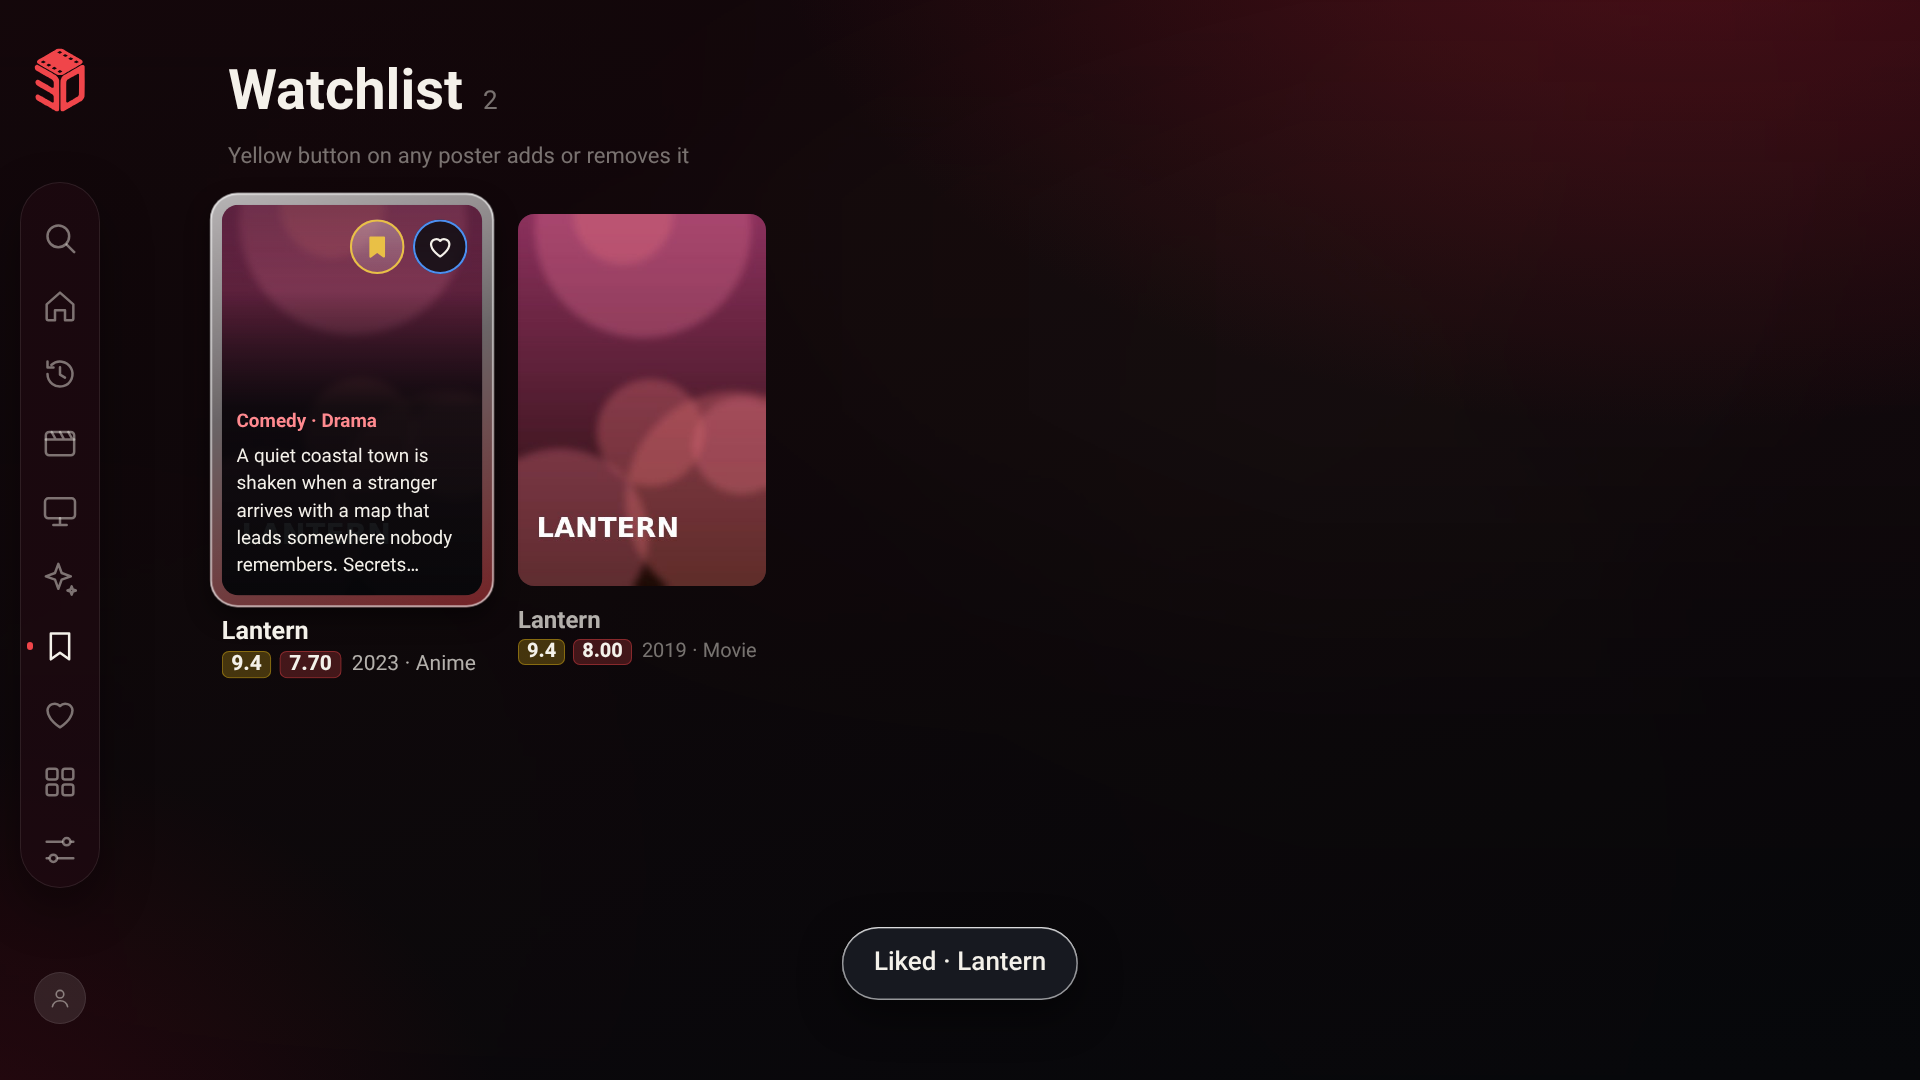 Watchlist 2
Yellow button on any poster adds or removes it
Comedy · Drama
A quiet coastal town is
shaken when a stranger
arrives with a map that
leads somewhere nobody
remembers. Secrets…
Lantern
9.4 7.70 2023 · Anime
LANTERN
Lantern
9.4 8.00 2019 · Movie
Liked · Lantern